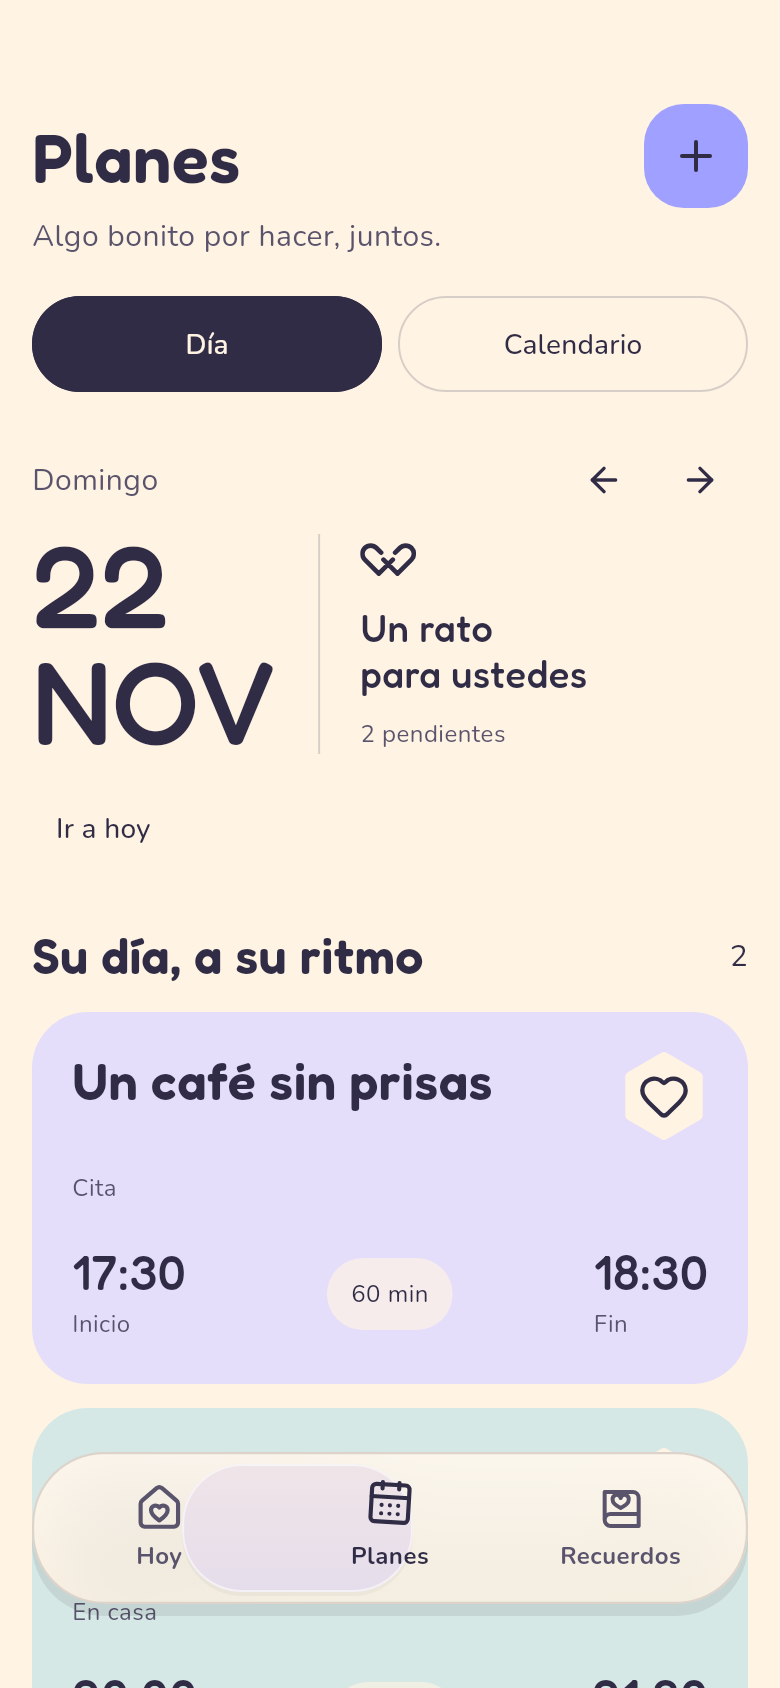 Planes
Algo bonito por hacer, juntos.
Día
Calendario
Domingo
22
NOV
Un rato
para ustedes
2 pendientes
Ir a hoy
Su día, a su ritmo
2
Un café sin prisas
Cita
17:30
60 min
18:30
Inicio
Fin
Hoy
Planes
Recuerdos
En casa